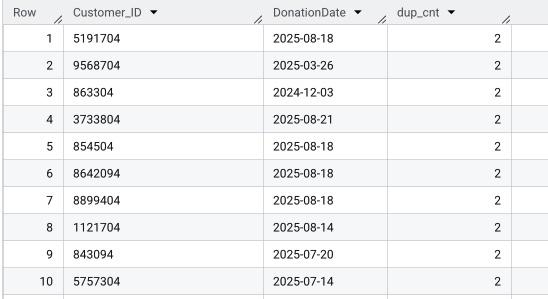 Row Customer_ID DonationDate dup_cnt
1 5191704 2025-08-18 2
2 9568704 2025-03-26 2
3 863304 2024-12-03 2
4 3733804 2025-08-21 2
5 854504 2025-08-18 2
6 8642094 2025-08-18 2
7 8899404 2025-08-18 2
8 1121704 2025-08-14 2
9 843094 2025-07-20 2
10 5757304 2025-07-14 2